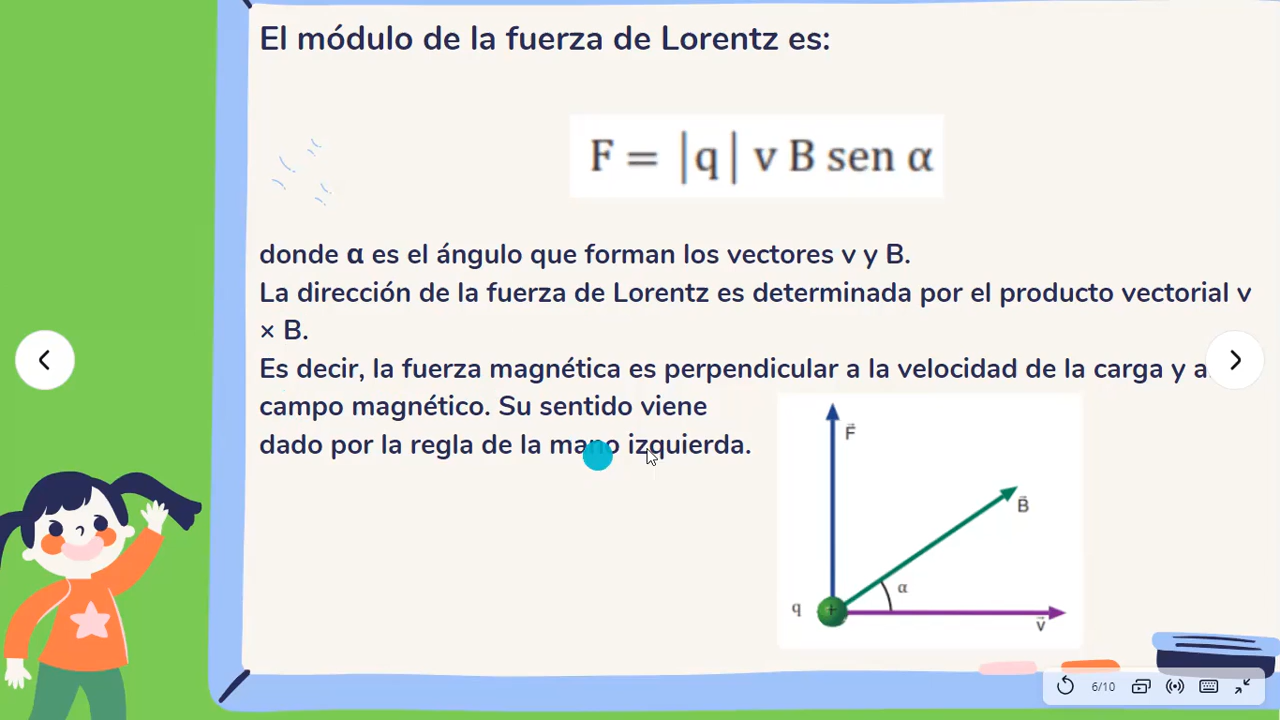 El módulo de la fuerza de Lorentz es:
F = |q| v B sen α
donde α es el ángulo que forman los vectores v y B.
La dirección de la fuerza de Lorentz es determinada por el producto vectorial v
× B.
Es decir, la fuerza magnética es perpendicular a la velocidad de la carga y
campo magnético. Su sentido viene
dado por la regla de la mano izquierda.
F⃗
B⃗
α
q
+
v⃗
6/10